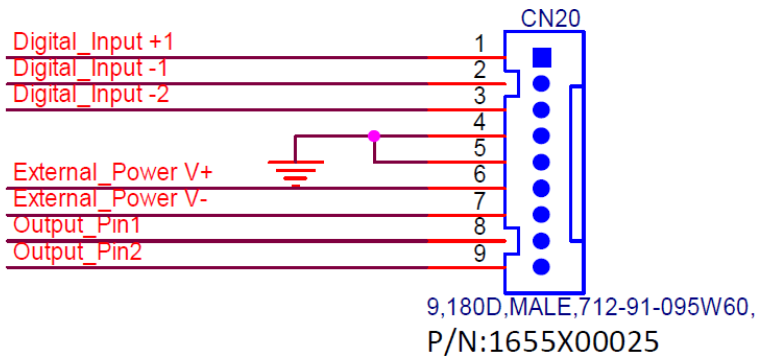 CN20
Digital_Input +1 1
Digital_Input -1 2
Digital_Input -2 3
4
5
External_Power V+ 6
External_Power V- 7
Output_Pin1 8
Output_Pin2 9
9,180D,MALE,712-91-095W60,
P/N:1655X00025